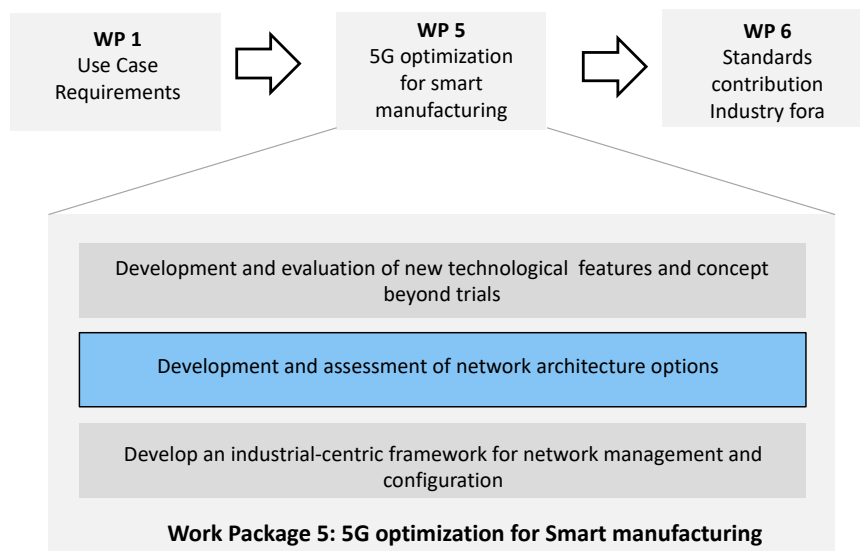 WP 1
Use Case
Requirements
WP 5
5G optimization
for smart
manufacturing
WP 6
Standards
contribution
Industry fora
Development and evaluation of new technological features and concept
beyond trials
Development and assessment of network architecture options
Develop an industrial-centric framework for network management and
configuration
Work Package 5: 5G optimization for Smart manufacturing